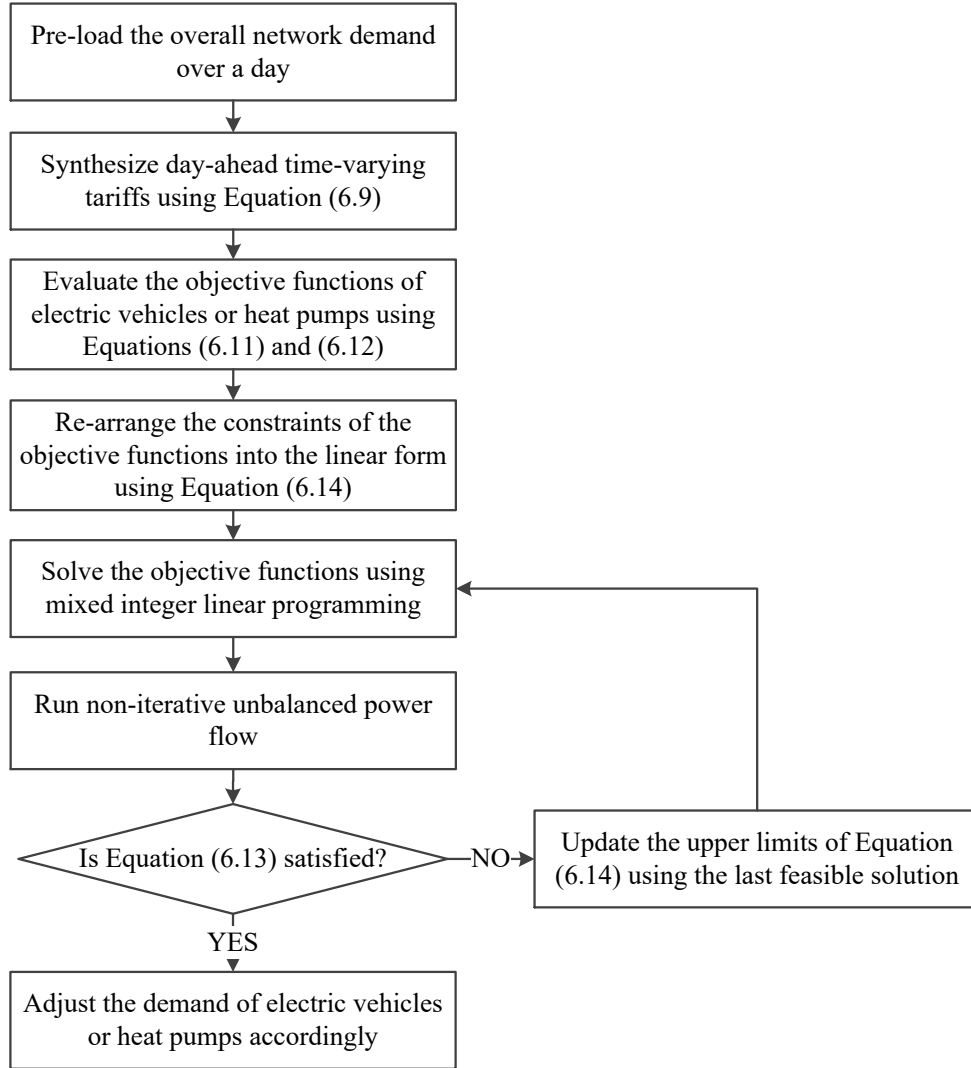 Pre-load the overall network demand
over a day
Synthesize day-ahead time-varying
tariffs using Equation (6.9)
Evaluate the objective functions of
electric vehicles or heat pumps using
Equations (6.11) and (6.12)
Re-arrange the constraints of the
objective functions into the linear form
using Equation (6.14)
Solve the objective functions using
mixed integer linear programming
Run non-iterative unbalanced power
flow
Is Equation (6.13) satisfied?
NO
Update the upper limits of Equation
(6.14) using the last feasible solution
YES
Adjust the demand of electric vehicles
or heat pumps accordingly